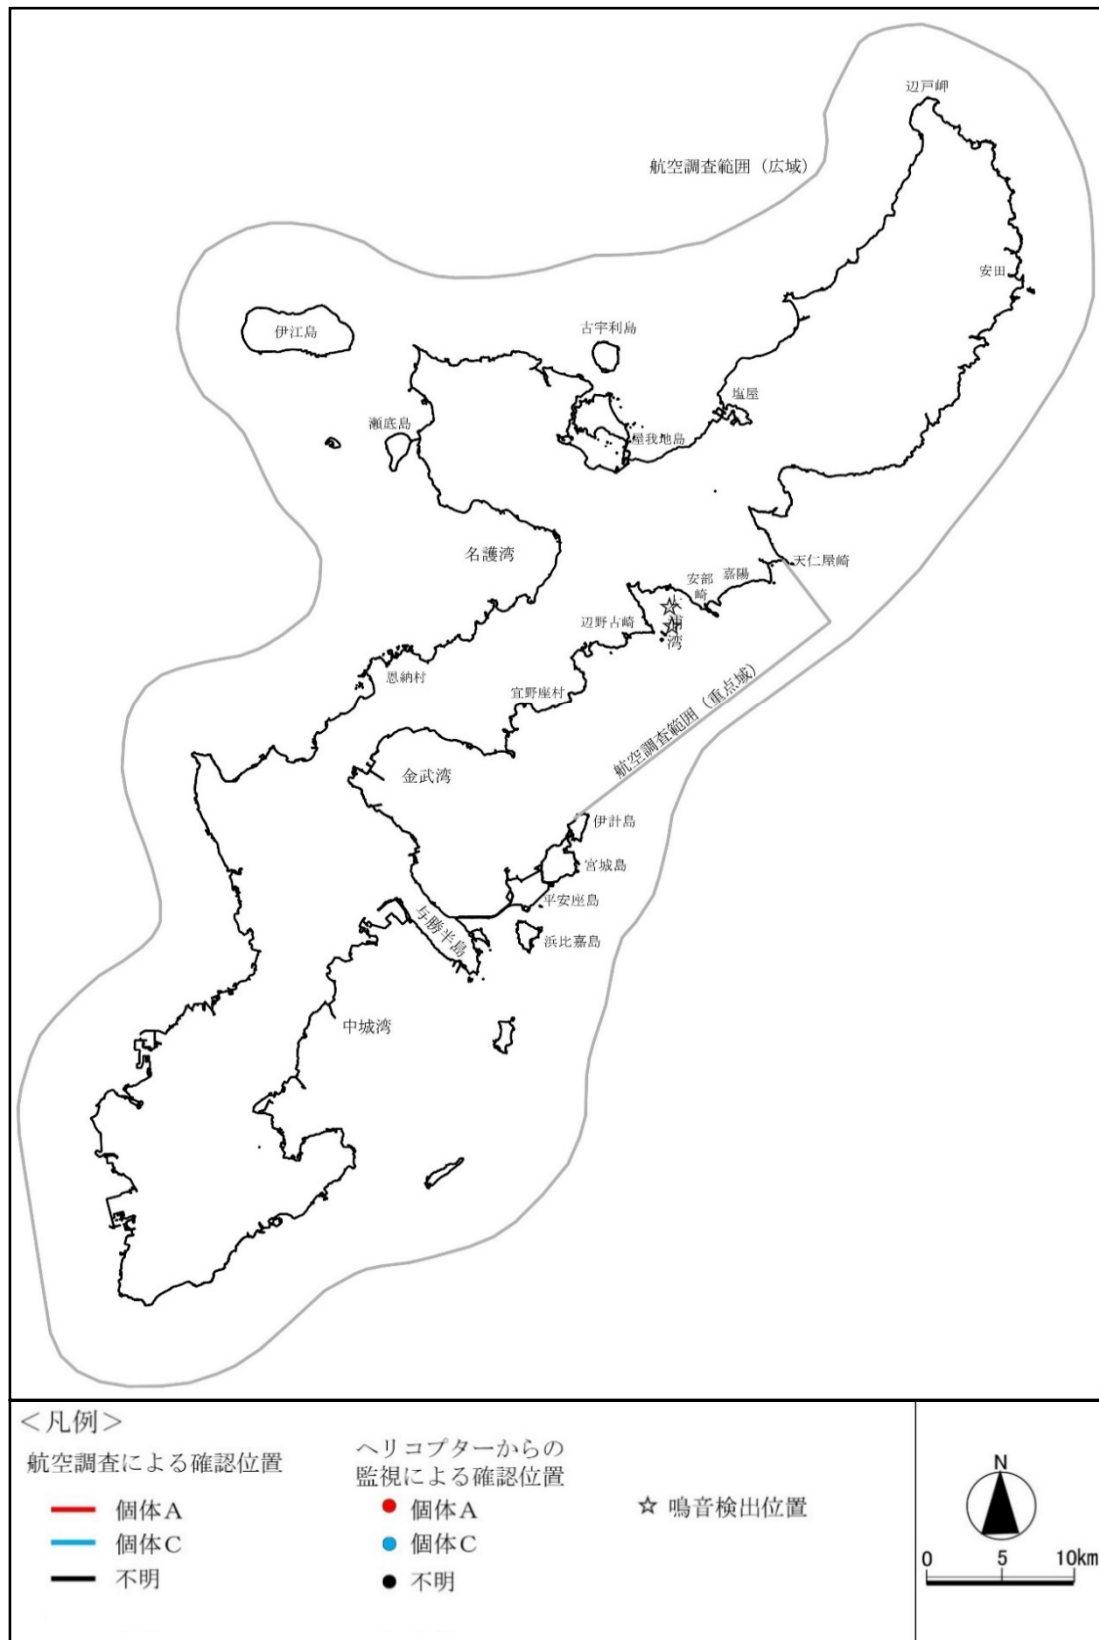 辺戸岬
航空調査範囲（広域）
安田
伊江島
古宇利島
塩屋
瀬底島
屋我地島
名護湾
天仁屋崎
嘉陽
安部
崎
大浦湾
辺野古崎
恩納村
宜野座村
航空調査範囲（重点域）
金武湾
伊計島
宮城島
平安座島
与勝半島
浜比嘉島
中城湾
＜凡例＞
航空調査による確認位置
個体A
個体C
不明
ヘリコプターからの
監視による確認位置
個体A
個体C
不明
☆ 鳴音検出位置
N
0 5 10km